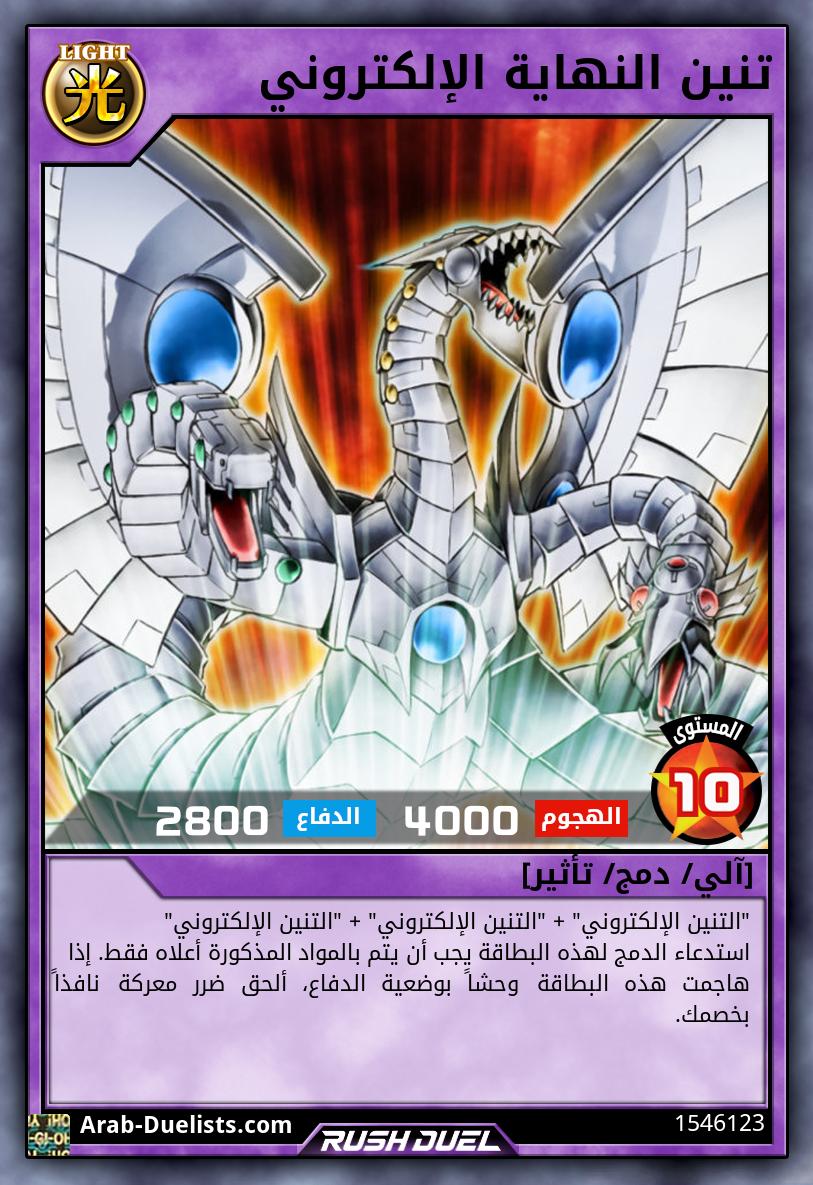 LIGHT
光
تنين النهاية الإلكتروني
المستوى
10
الهجوم 4000 الدفاع 2800
[آلي/ دمج/ تأثير]
"التنين الإلكتروني" + "التنين الإلكتروني" + "التنين الإلكتروني"
استدعاء الدمج لهذه البطاقة يجب أن يتم بالمواد المذكورة أعلاه فقط. إذا
هاجمت هذه البطاقة وحشاً بوضعية الدفاع، ألحق ضرر معركة نافذاً
بخصمك.
Arab-Duelists.com
RUSH DUEL
1546123